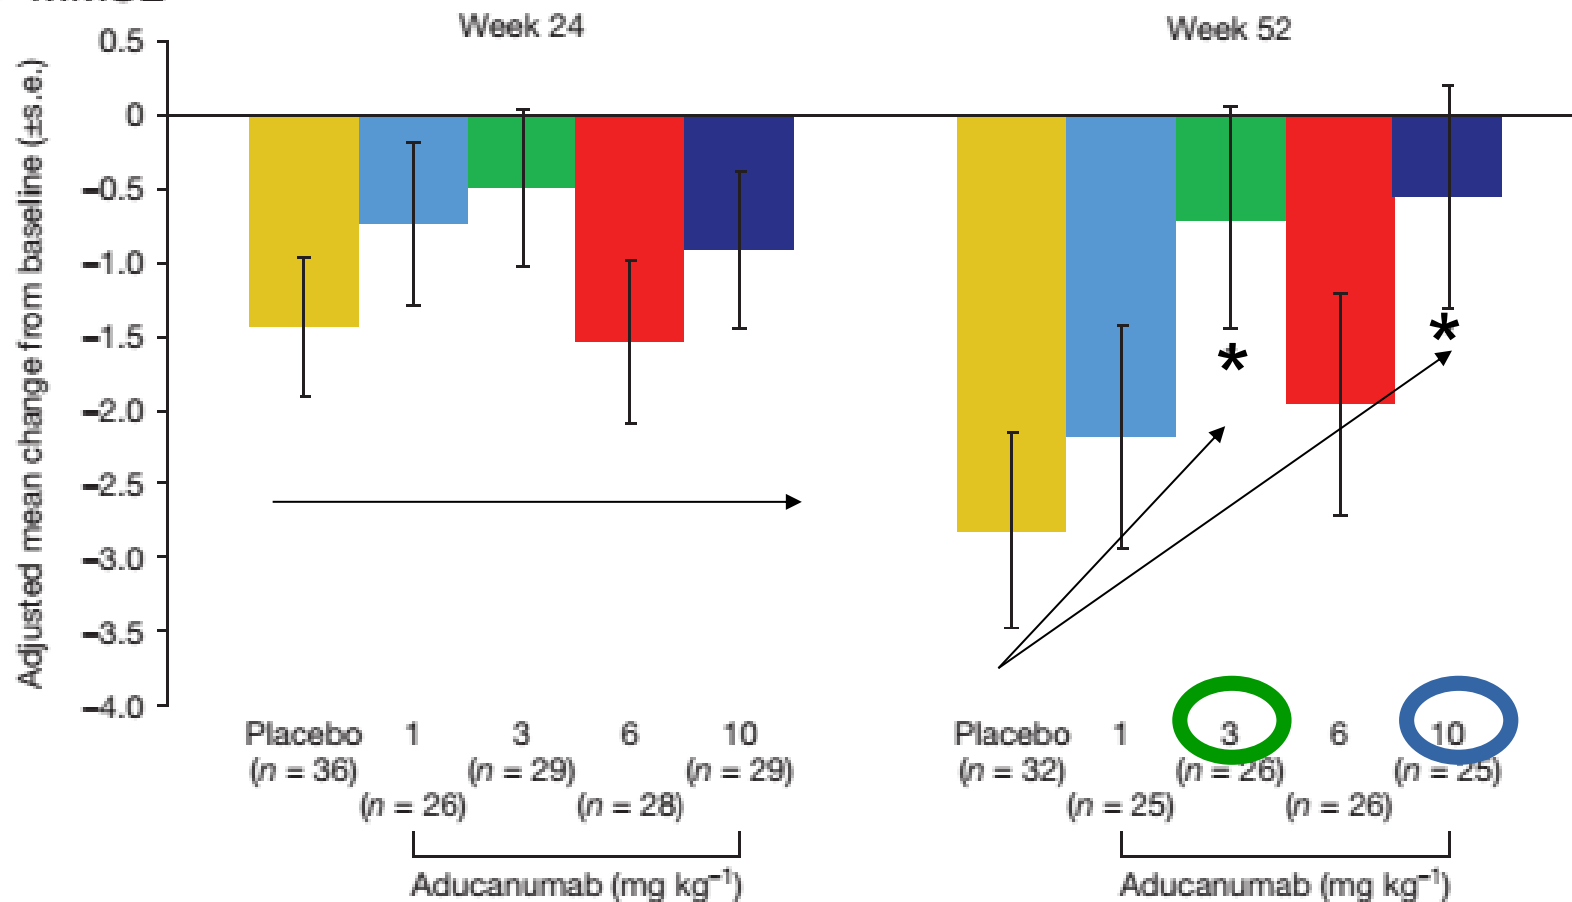 Week 24
Week 52
Adjusted mean change from baseline (±s.e.)
0.5
0
–0.5
–1.0
–1.5
–2.0
–2.5
–3.0
–3.5
–4.0
*
*
Placebo 1 3 6 10
(n = 36) (n = 29) (n = 29)
(n = 26) (n = 28)
Aducanumab (mg kg⁻¹)
Placebo 1 3 6 10
(n = 32) (n = 26) (n = 25)
(n = 25) (n = 26)
Aducanumab (mg kg⁻¹)